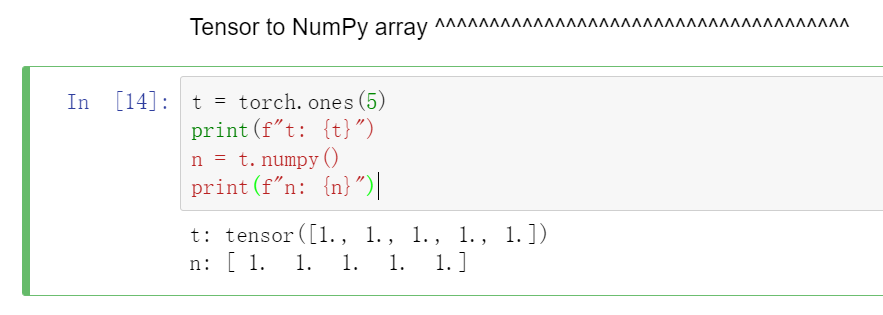 Tensor to NumPy array ^^^^^^^^^^^^^^^^^^^^^^^^^^^^^^^^^^^^^^
In [14]: t = torch.ones(5)
print(f"t: {t}")
n = t.numpy()
print(f"n: {n}")
t: tensor([1., 1., 1., 1., 1.])
n: [ 1.  1.  1.  1.  1.]